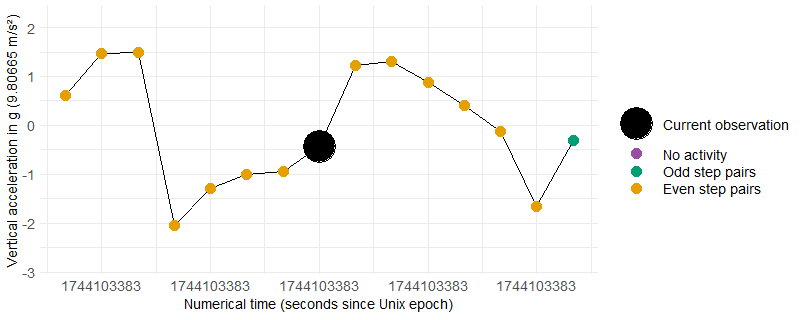 Vertical acceleration in g (9.80665 m/s²)
2
1
0
-1
-2
-3
1744103383 1744103383 1744103383 1744103383 1744103383
Numerical time (seconds since Unix epoch)
Current observation
No activity
Odd step pairs
Even step pairs